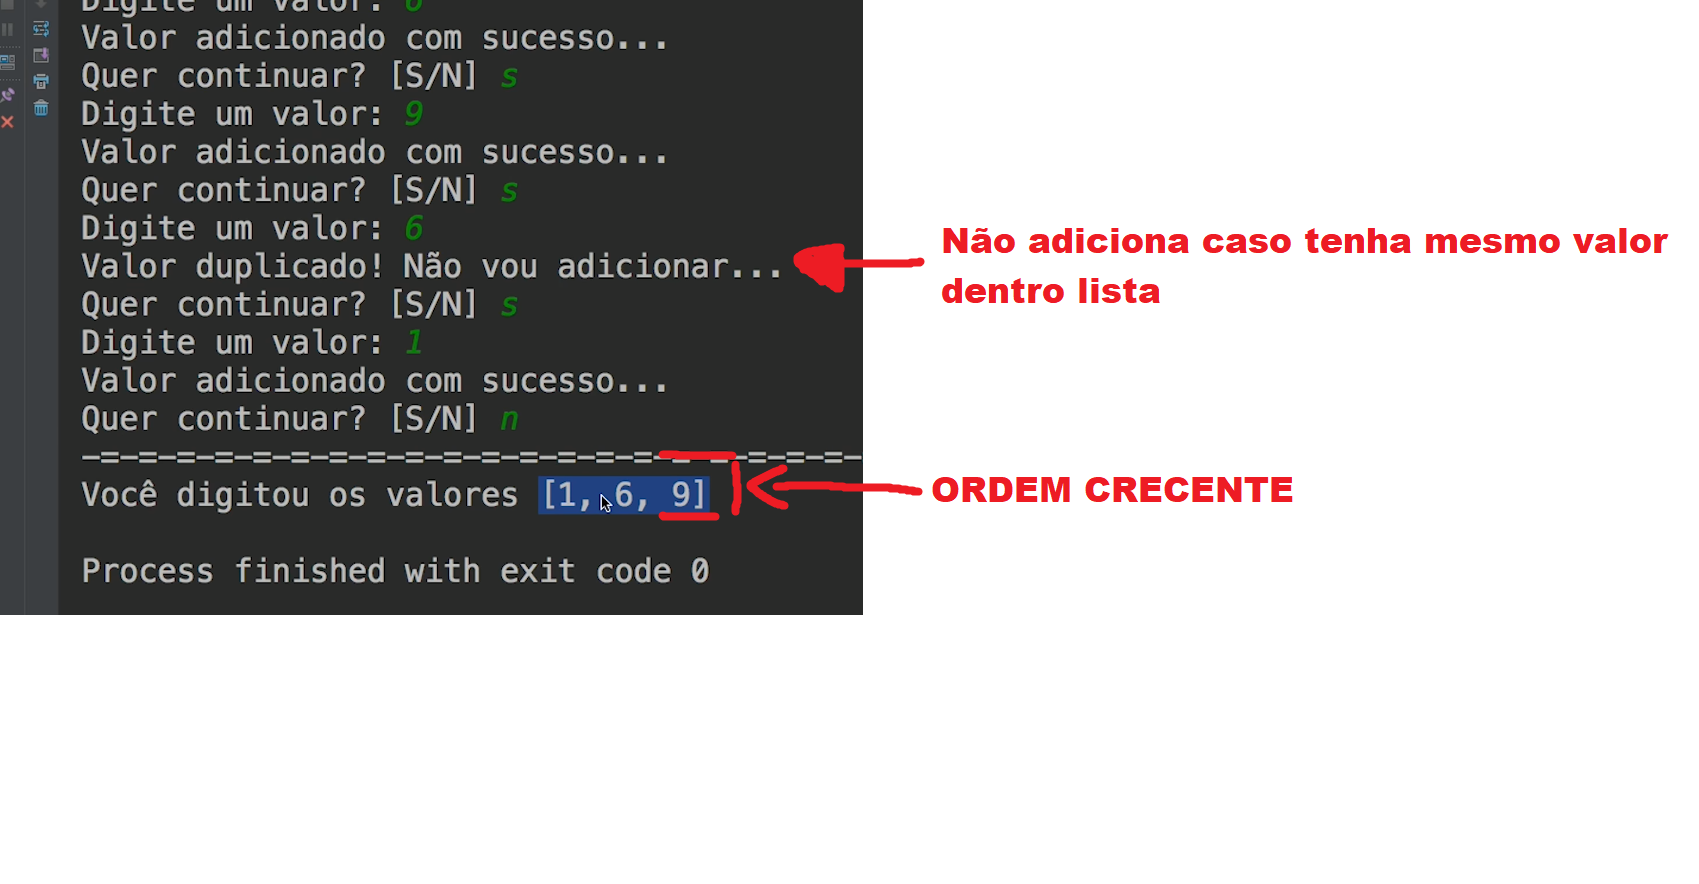 Digite um valor: 6
Valor adicionado com sucesso...
Quer continuar? [S/N] s
Digite um valor: 9
Valor adicionado com sucesso...
Quer continuar? [S/N] s
Digite um valor: 6
Valor duplicado! Não vou adicionar...
Quer continuar? [S/N] s
Digite um valor: 1
Valor adicionado com sucesso...
Quer continuar? [S/N] n
-=-=-=-=-=-=-=-=-=-=-=-=-=-=-=-=-=-=-=-=-
Você digitou os valores [1, 6, 9]
Process finished with exit code 0
Não adiciona caso tenha mesmo valor
dentro lista
ORDEM CRECENTE